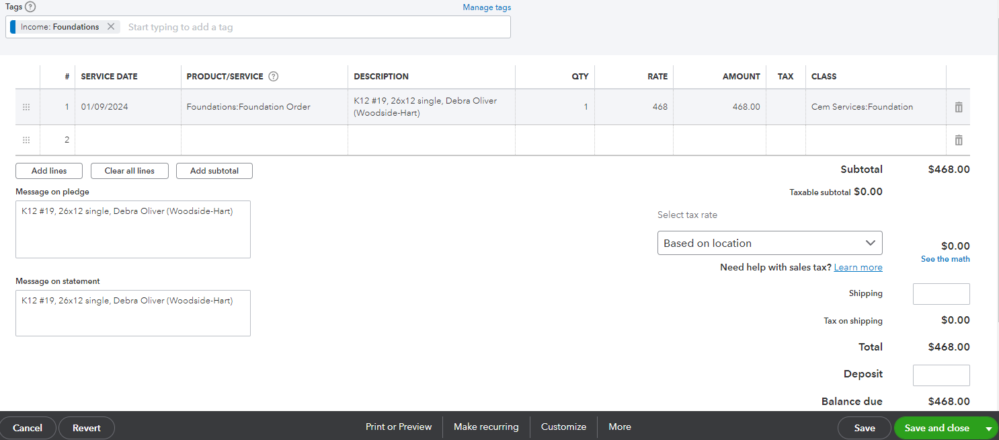 Tags ?
Manage tags
Income: Foundations ✕ Start typing to add a tag
# SERVICE DATE PRODUCT/SERVICE ? DESCRIPTION QTY RATE AMOUNT TAX CLASS
1 01/09/2024 Foundations:Foundation Order K12 #19, 26x12 single, Debra Oliver 1 468 468.00 Cem Services:Foundation
(Woodside-Hart)
2
Add lines Clear all lines Add subtotal
Subtotal $468.00
Message on pledge
Taxable subtotal $0.00
K12 #19, 26x12 single, Debra Oliver (Woodside-Hart)
Select tax rate
Based on location
$0.00
See the math
Need help with sales tax? Learn more
Message on statement
K12 #19, 26x12 single, Debra Oliver (Woodside-Hart)
Shipping
Tax on shipping $0.00
Total $468.00
Deposit
Balance due $468.00
Cancel Revert Print or Preview Make recurring Customize More Save Save and close